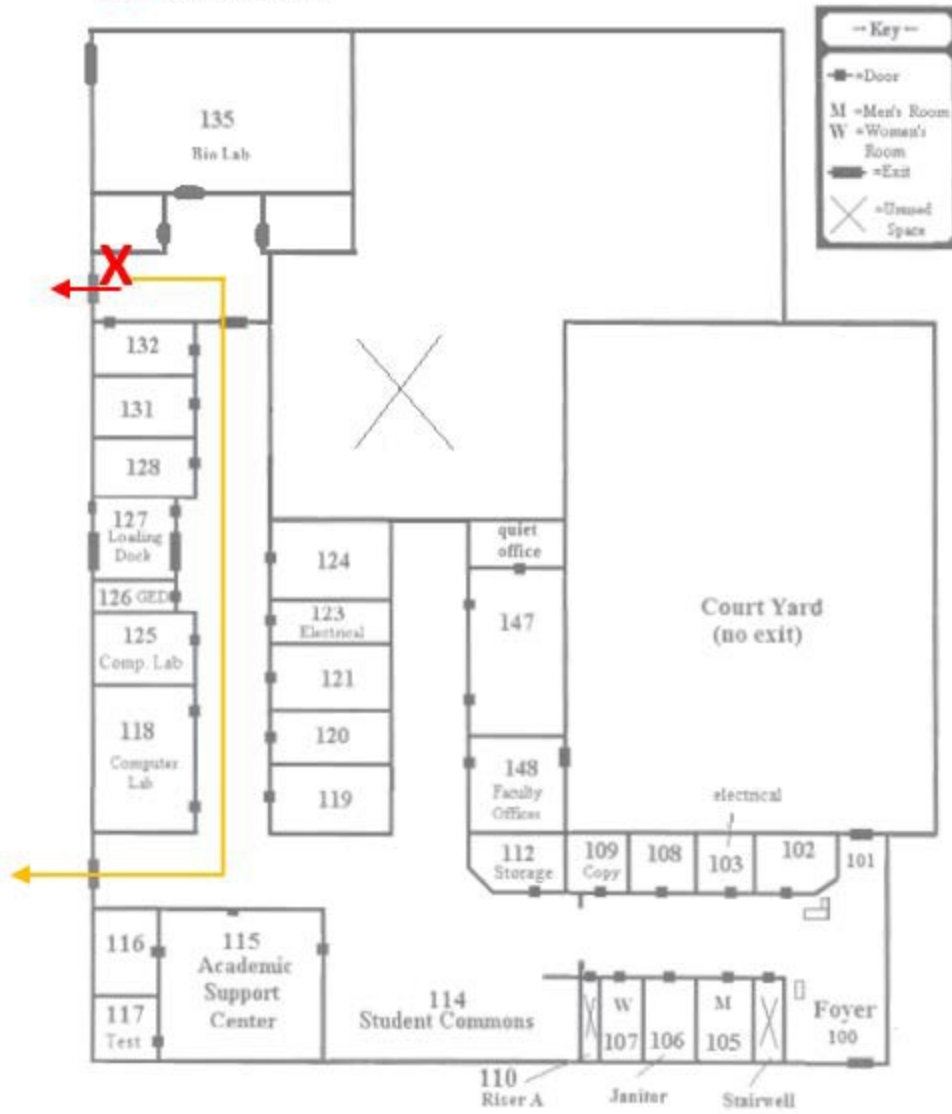 → Key ←
=Door
M =Men's Room
W =Women's
Room
=Exit
=Unused
Space
135
Bio Lab
X
132
131
128
127
Loading
Dock
126 GED
125
Comp. Lab
118
Computer
Lab
124
123
Electrical
121
120
119
quiet
office
147
148
Faculty
Offices
112
Storage
Court Yard
(no exit)
electrical
109
Copy
108
103
102
101
116
117
Test
115
Academic
Support
Center
114
Student Commons
110
Riser A
W
107
106
Janitor
M
105
Stairwell
Foyer
100